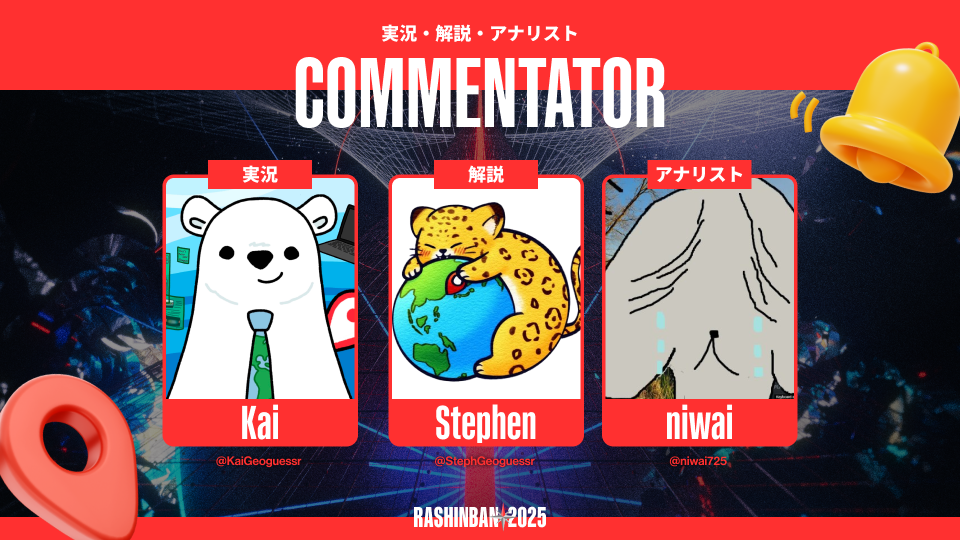 実況・解説・アナリスト
COMMENTATOR
実況
解説
アナリスト
Kai
Stephen
niwai
@KaiGeoguessr
@StephGeoguessr
@niwai725
RASHINBAN 2025